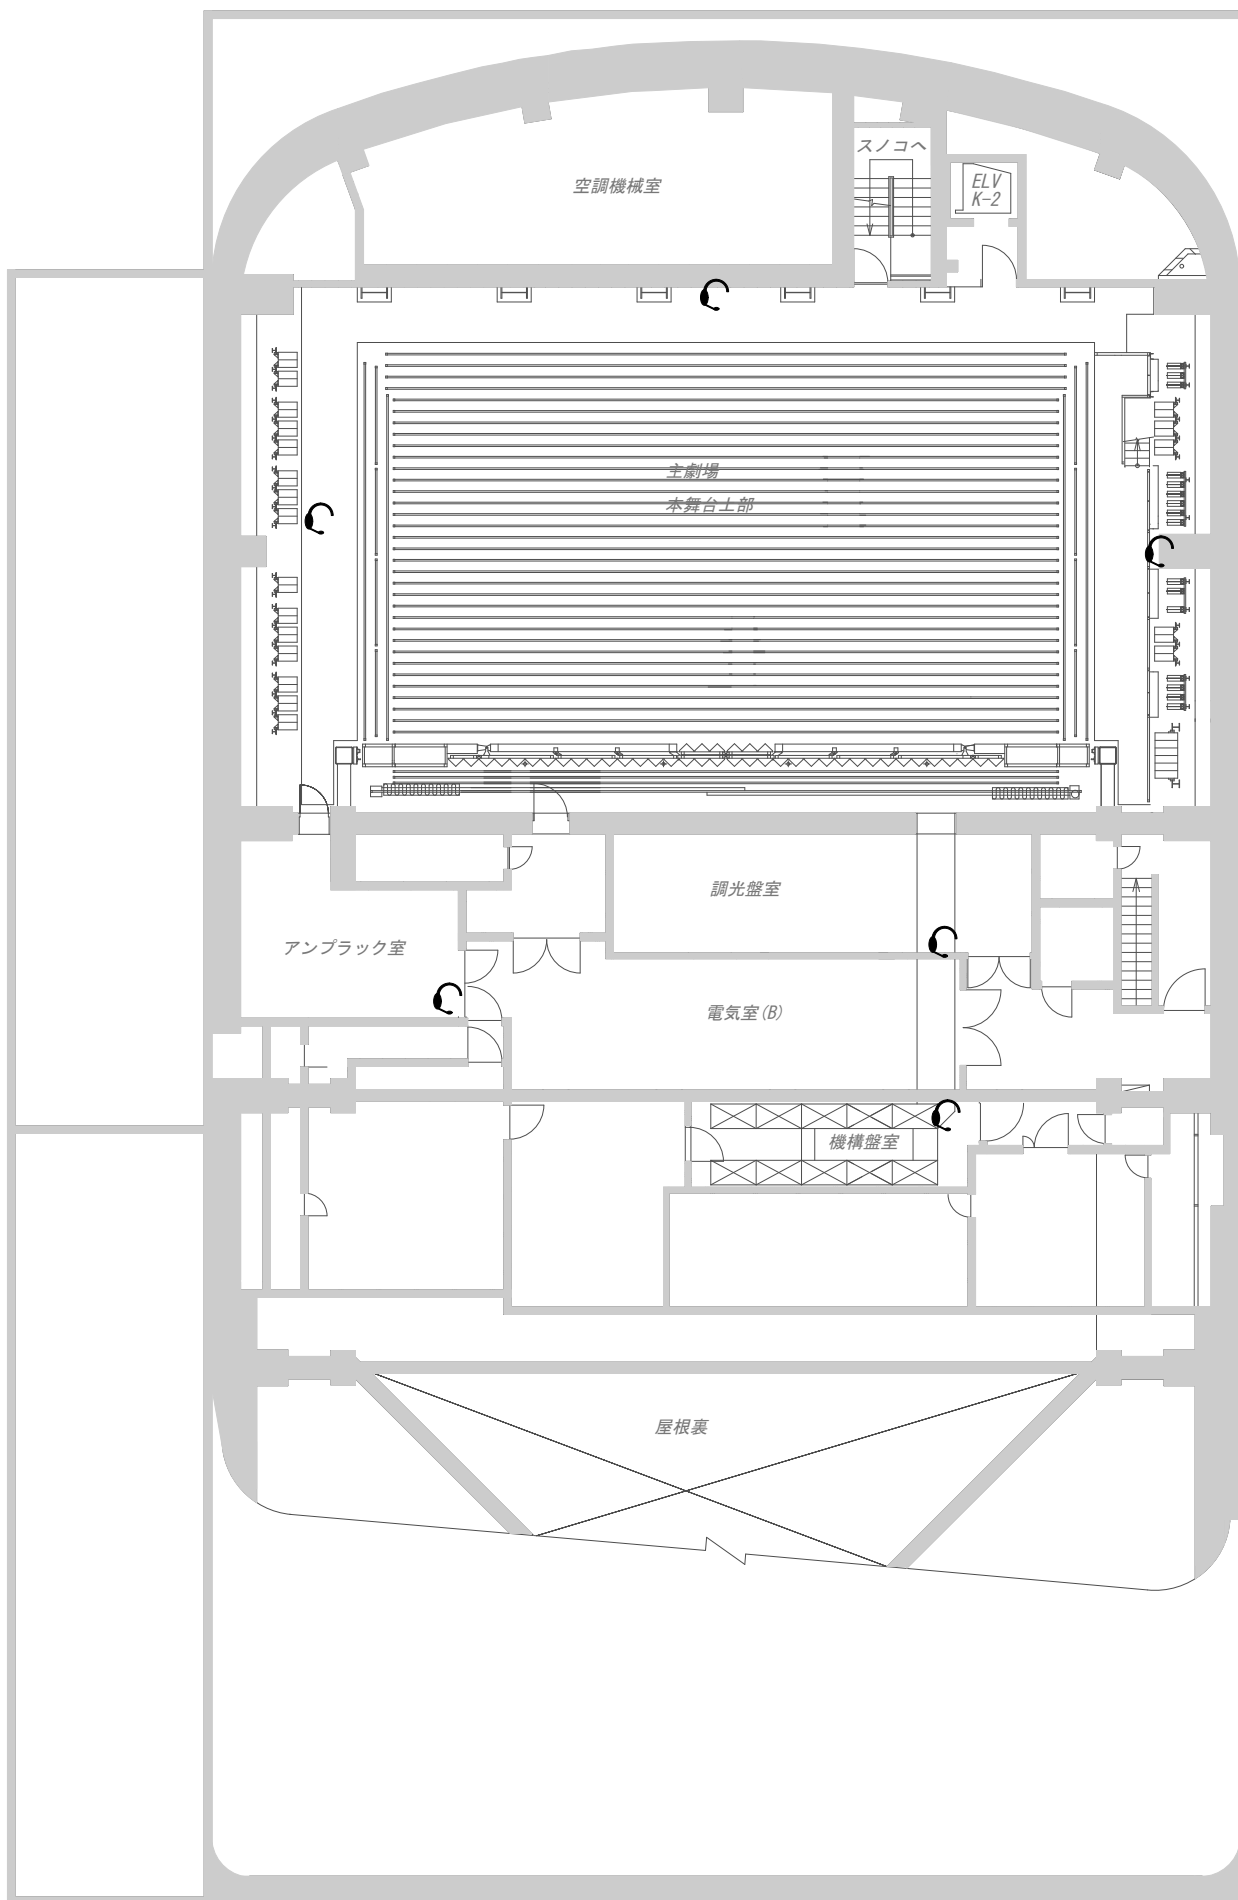 スノコへ
空調機械室
ELV
K-2
主劇場
本舞台上部
調光盤室
アンプラック室
電気室(B)
機構盤室
屋根裏